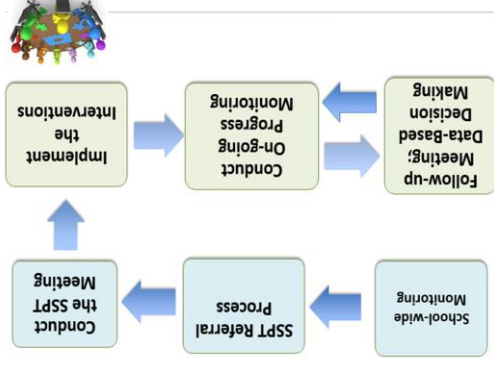 School-wide
Monitoring
SSPT Referral
Process
Conduct
the SSPT
Meeting
Follow-up
Meeting;
Data-Based
Decision
Making
Conduct
On-going
Progress
Monitoring
Implement
the
Interventions